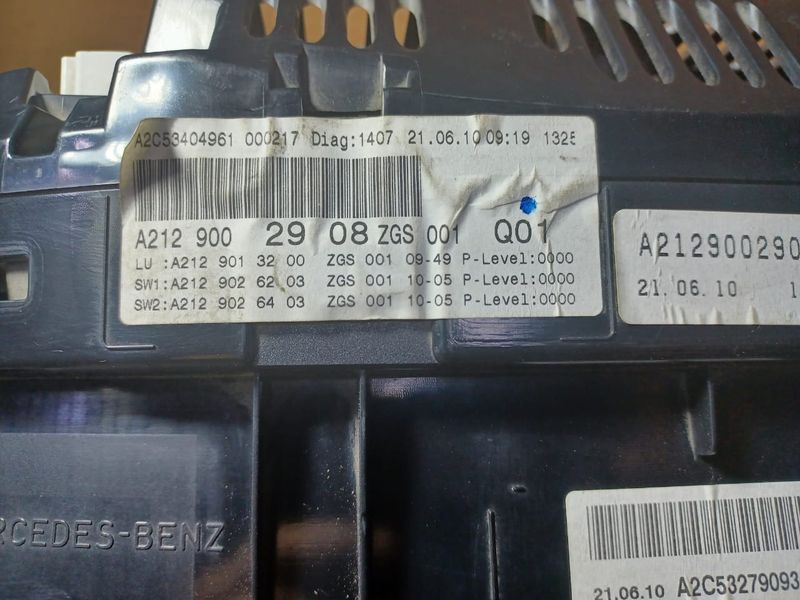 A2C53404961 000217 Diag:1407 21.06.10 09:19
A212 900 29 08 ZGS 001 Q01
LU :A212 901 32 00 ZGS 001 09-49 P-Level:0000
SW1:A212 902 62 03 ZGS 001 10-05 P-Level:0000
SW2:A212 902 64 03 ZGS 001 10-05 P-Level:0000
A212900290
21.06.10 1
RCEDES-BENZ
21.06.10 A2C53279093